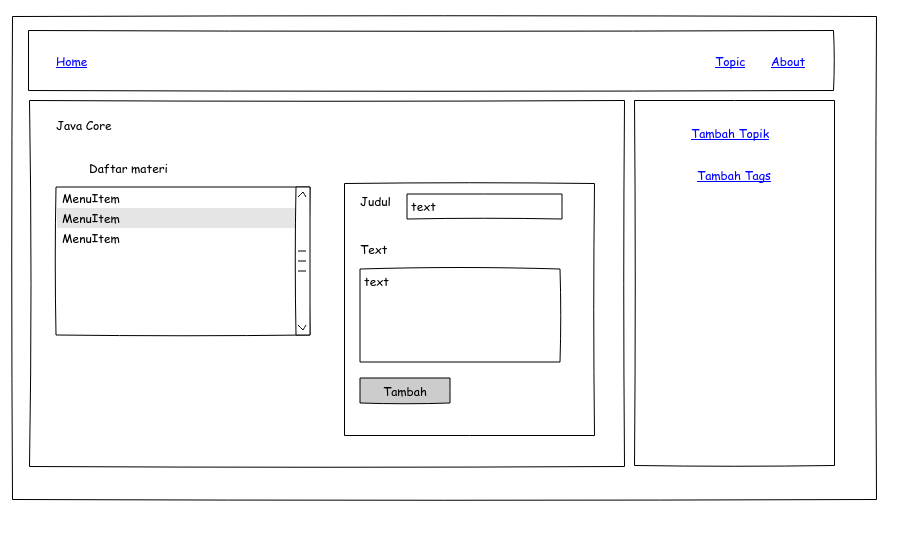 Home
Topic
About
Java Core
Daftar materi
MenuItem
MenuItem
MenuItem
Judul
text
Text
text
Tambah
Tambah Topik
Tambah Tags